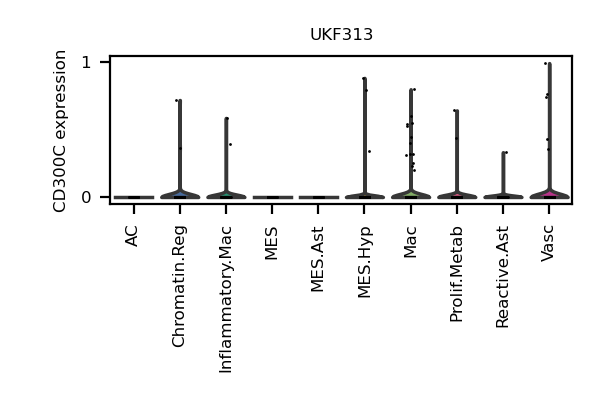 UKF313
CD300C expression
1
0
AC
Chromatin.Reg
Inflammatory.Mac
MES
MES.Ast
MES.Hyp
Mac
Prolif.Metab
Reactive.Ast
Vasc